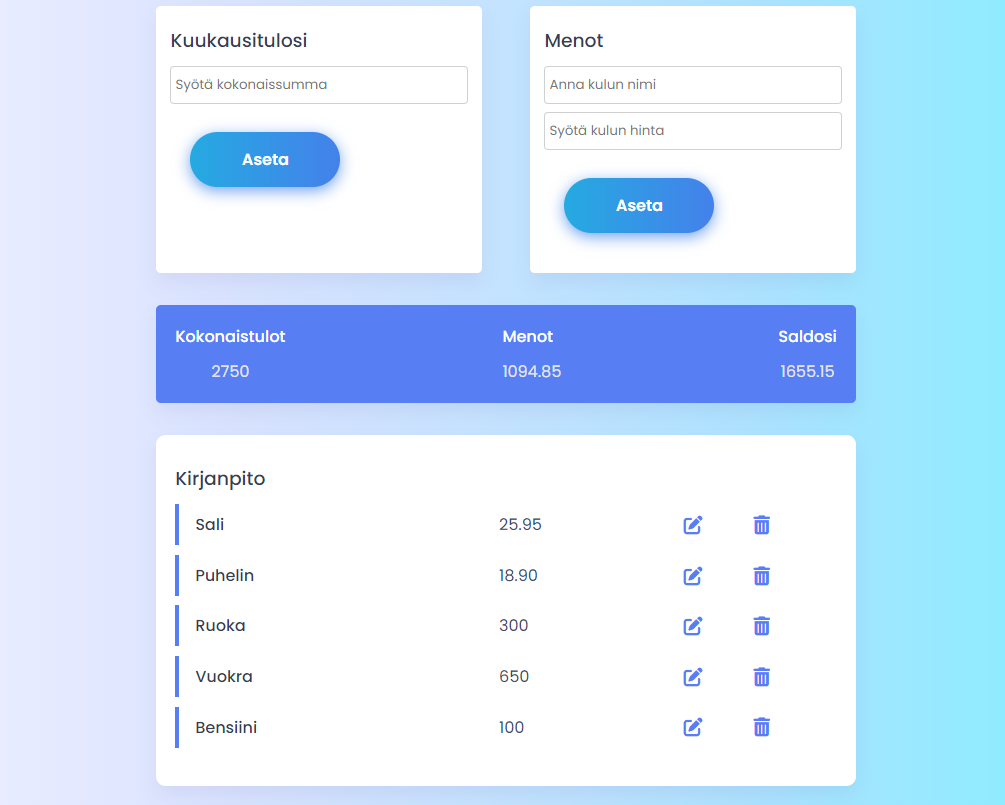 Kuukausitulosi
Syötä kokonaissumma
Aseta
Menot
Anna kulun nimi
Syötä kulun hinta
Aseta
Kokonaistulot Menot Saldosi
2750 1094.85 1655.15
Kirjanpito
Sali 25.95
Puhelin 18.90
Ruoka 300
Vuokra 650
Bensiini 100